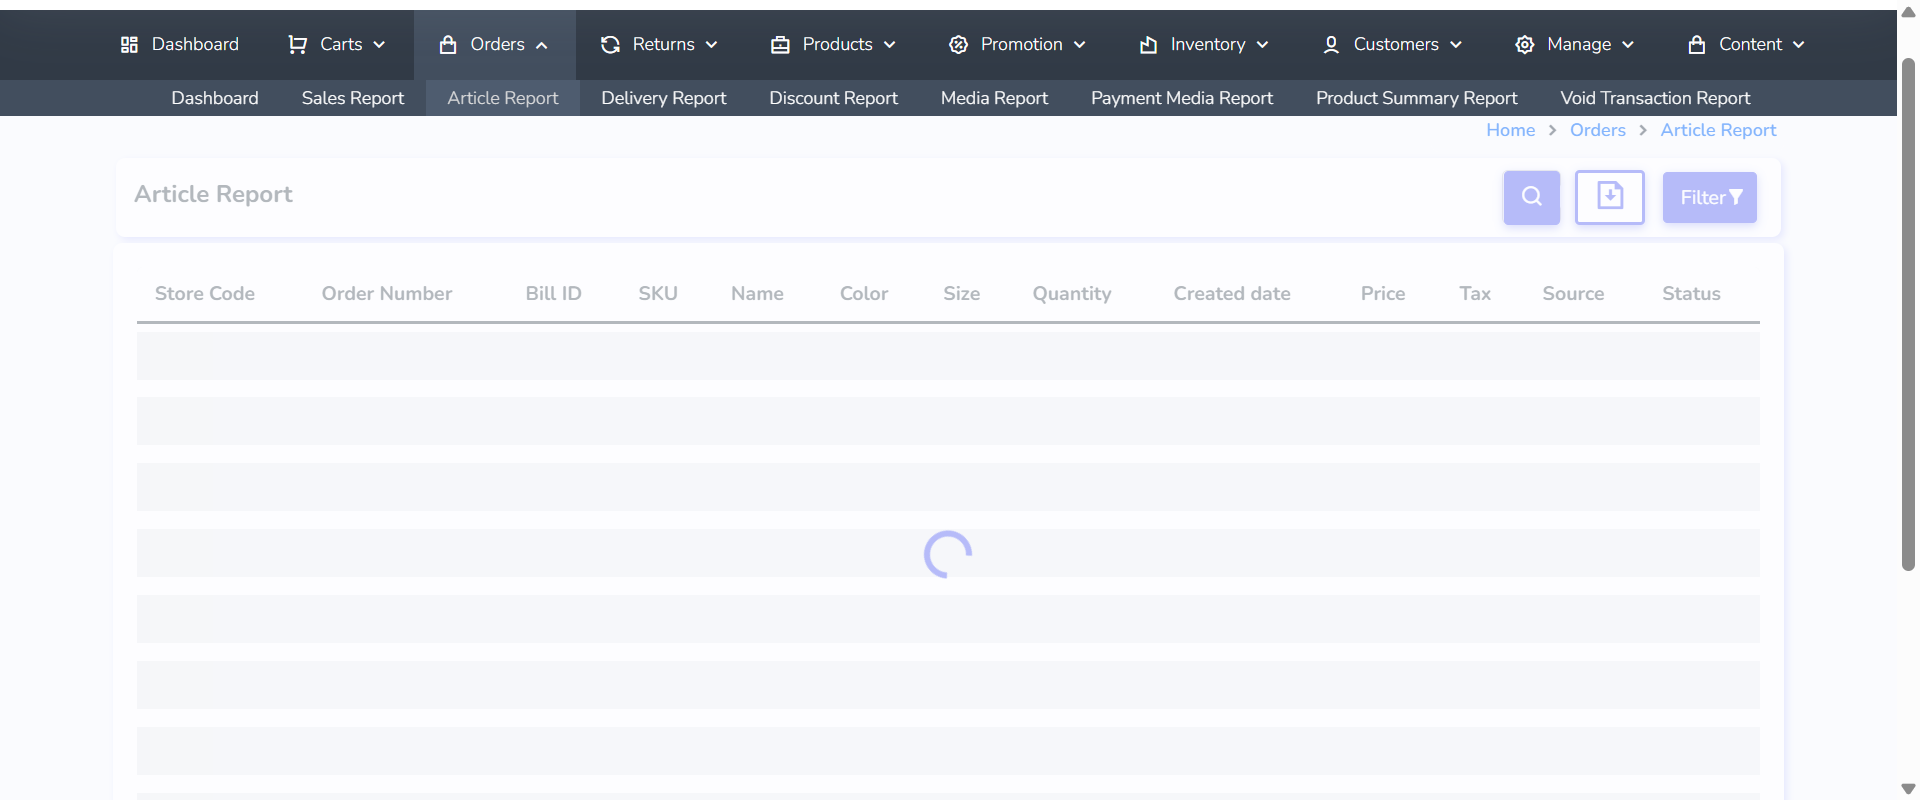 Dashboard Carts Orders Returns Products Promotion Inventory Customers Manage Content
Dashboard Sales Report Article Report Delivery Report Discount Report Media Report Payment Media Report Product Summary Report Void Transaction Report
Home Orders Article Report
Article Report Filter
Store Code Order Number Bill ID SKU Name Color Size Quantity Created date Price Tax Source Status